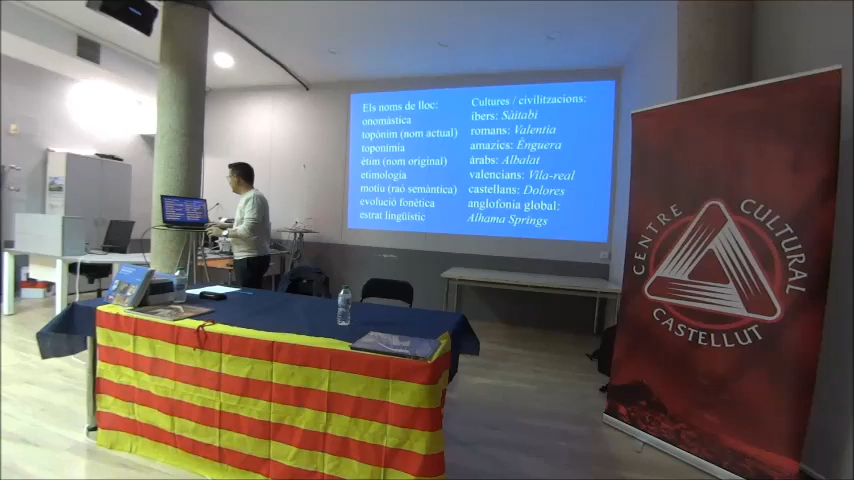 Els noms de lloc:
onomàstica
topònim (nom actual)
toponímia
ètim (nom original)
etimologia
motiu (raó semàntica)
evolució fonètica
estrat lingüístic
Cultures / civilitzacions:
ibers: Sàitabi
romans: Valentia
amazics: Ènguera
àrabs: Albalat
valencians: Vila-real
castellans: Dolores
anglofonia global:
Alhama Springs
CENTRE CULTURAL
CASTELLUT